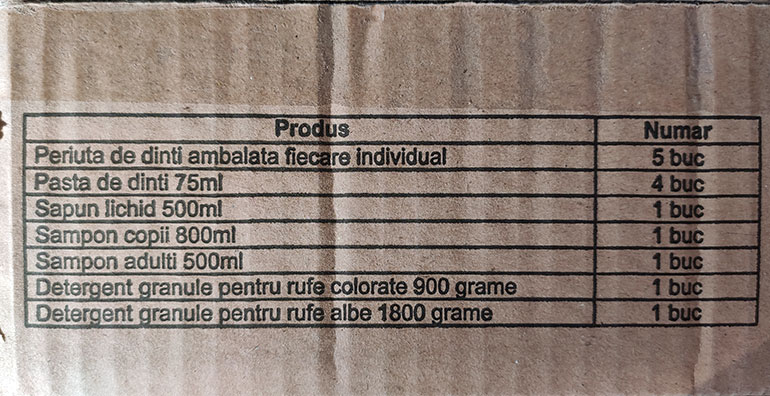 Produs Numar
Periuta de dinti ambalata fiecare individual 5 buc
Pasta de dinti 75ml 4 buc
Sapun lichid 500ml 1 buc
Sampon copii 800ml 1 buc
Sampon adulti 500ml 1 buc
Detergent granule pentru rufe colorate 900 grame 1 buc
Detergent granule pentru rufe albe 1800 grame 1 buc